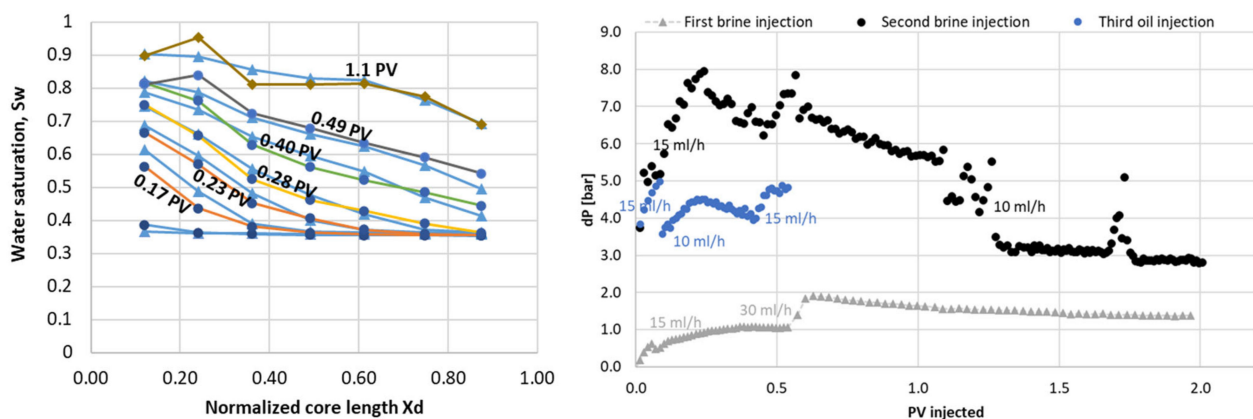 1
0.9
0.8
0.7
0.6
0.5
0.4
0.3
0.2
0.1
0
Water saturation, Sw
1.1 PV
0.49 PV
0.40 PV
0.28 PV
0.23 PV
0.17 PV
0.00 0.20 0.40 0.60 0.80 1.00
Normalized core length Xd
First brine injection Second brine injection Third oil injection
9.0
8.0
7.0
6.0
5.0
4.0
3.0
2.0
1.0
0.0
dP [bar]
15 ml/h
15 ml/h
10 ml/h
15 ml/h
10 ml/h
15 ml/h
30 ml/h
0.0 0.5 1.0 1.5 2.0
PV injected